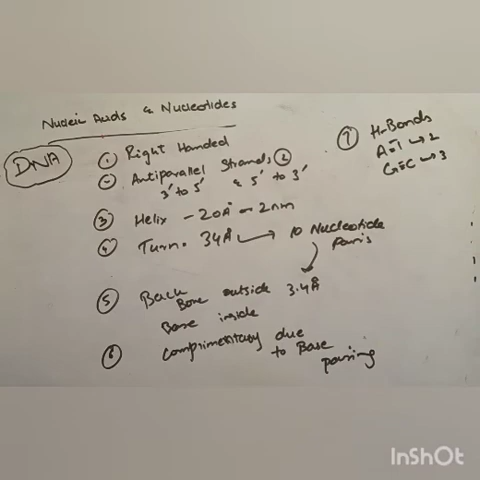 Nucleic Acids & Nucleotides
DNA
① Right Handed
② Antiparallel Strands ②
3' to 5' & 5' to 3'
③ Helix - 20Å or 2nm
④ Turn. 34Å → 10 Nucleotide
pairs
3.4Å
⑤ Back
Bone outside
Base inside
⑥ Complimentary due
to Base
pairing
⑦ H-Bonds
A=T → 2
G≡C → 3
InShOt